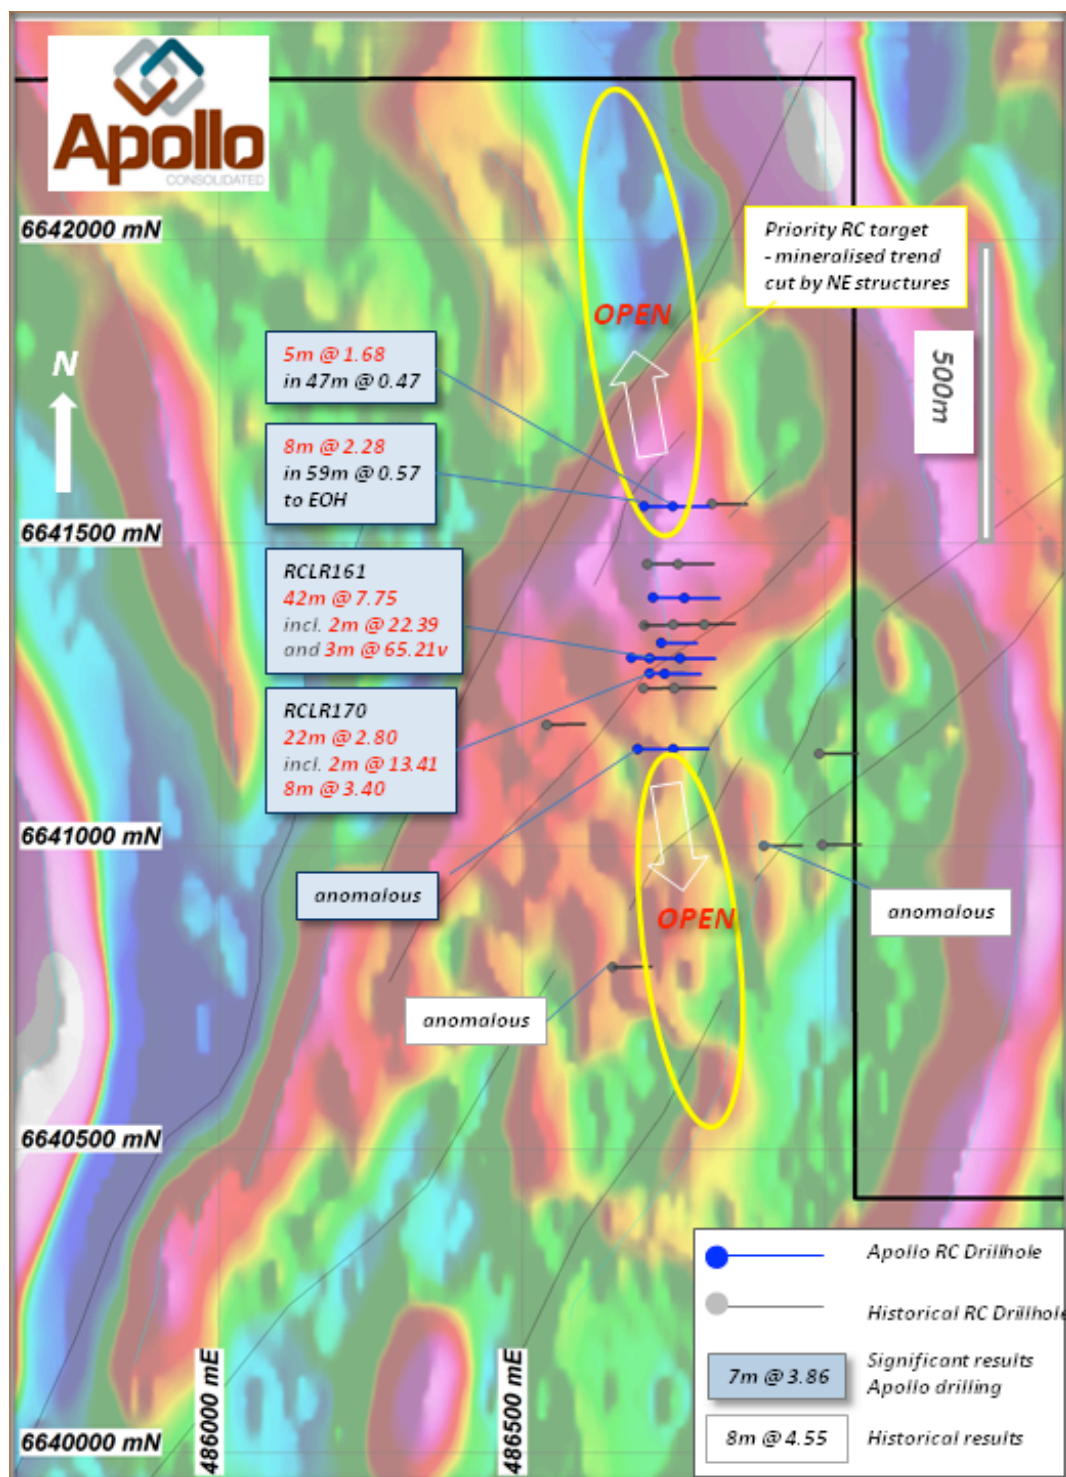 Apollo
CONSOLIDATED
6642000 mN
Priority RC target
- mineralised trend
cut by NE structures
OPEN
N
5m @ 1.68
in 47m @ 0.47
500m
8m @ 2.28
in 59m @ 0.57
to EOH
6641500 mN
RCLR161
42m @ 7.75
incl. 2m @ 22.39
and 3m @ 65.21v
RCLR170
22m @ 2.80
incl. 2m @ 13.41
8m @ 3.40
6641000 mN
anomalous
OPEN
anomalous
anomalous
6640500 mN
Apollo RC Drillhole
Historical RC Drillhole
7m @ 3.86
Significant results
Apollo drilling
8m @ 4.55
Historical results
486000 mE
486500 mE
6640000 mN